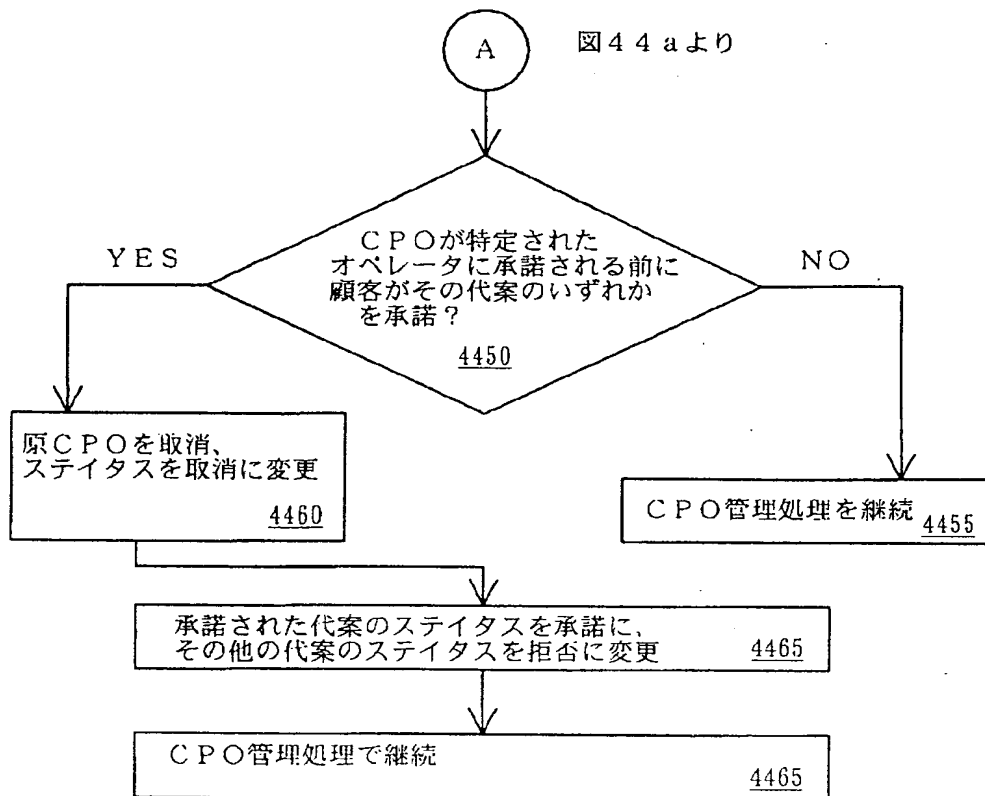 A
図44aより
CPOが特定された
オペレータに承諾される前に
顧客がその代案のいずれか
を承諾?
4450
YES
NO
原CPOを取消、
ステイタスを取消に変更
4460
CPO管理処理を継続
4455
承諾された代案のステイタスを承諾に、
その他の代案のステイタスを拒否に変更
4465
CPO管理処理で継続
4465